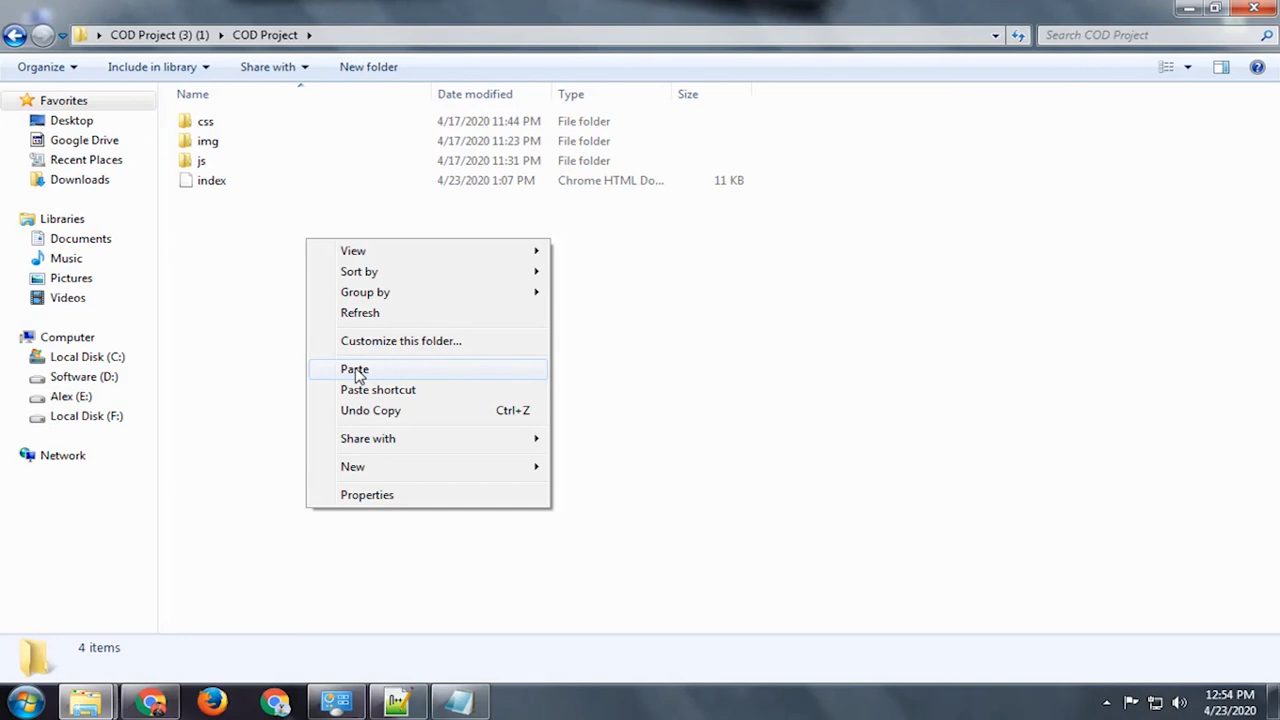 COD Project (3) (1) COD Project Search COD Project
Organize Include in library Share with New folder
Name Date modified Type Size
Favorites
Desktop
Google Drive
Recent Places
Downloads
Libraries
Documents
Music
Pictures
Videos
Computer
Local Disk (C:)
Software (D:)
Alex (E:)
Local Disk (F:)
Network
css 4/17/2020 11:44 PM File folder
img 4/17/2020 11:23 PM File folder
js 4/17/2020 11:31 PM File folder
index 4/23/2020 1:07 PM Chrome HTML Do... 11 KB
View
Sort by
Group by
Refresh
Customize this folder...
Paste
Paste shortcut
Undo Copy Ctrl+Z
Share with
New
Properties
4 items
12:54 PM
4/23/2020